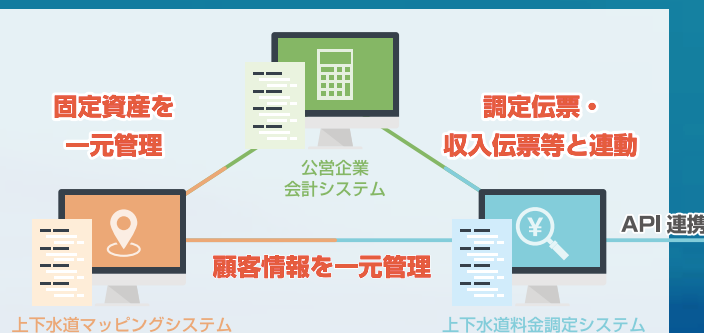 固定資産を
一元管理
調定伝票・
収入伝票等と連動
公営企業
会計システム
¥
API 連携
顧客情報を一元管理
上下水道マッピングシステム
上下水道料金調定システム